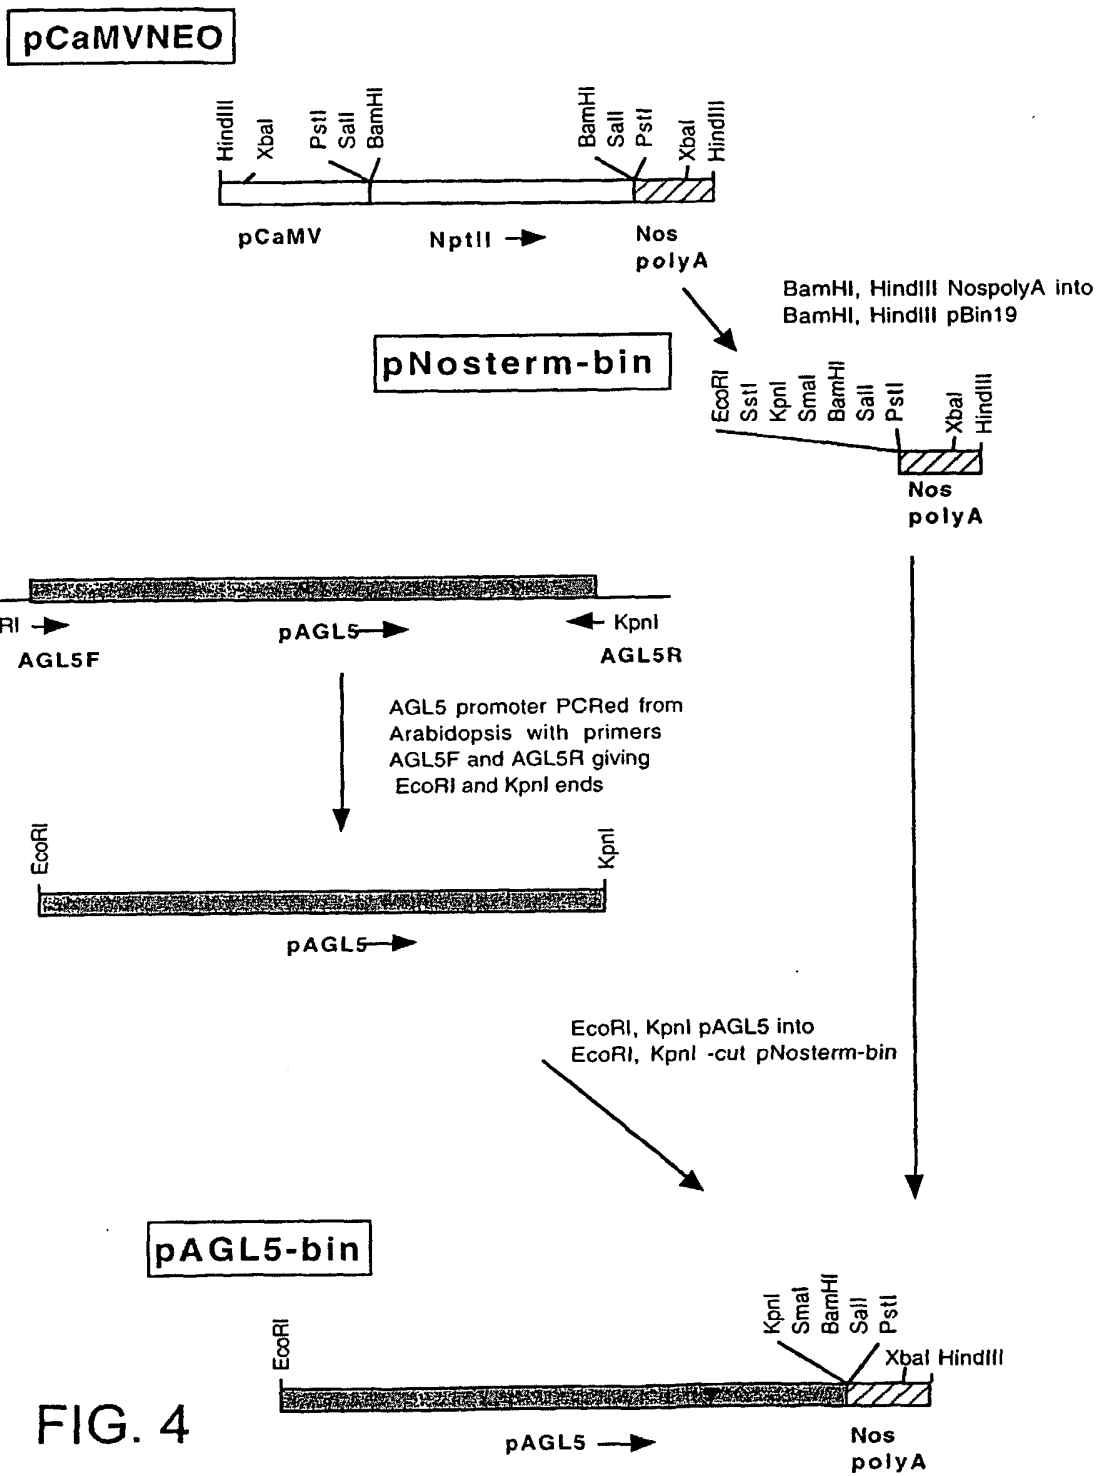 pCaMVNEO
HindIII
XbaI
PstI
SalI
BamHI
BamHI
SalI
PstI
XbaI
HindIII
pCaMV
NptII
Nos
polyA
BamHI, HindIII NospolyA into
BamHI, HindIII pBin19
pNosterm-bin
EcoRI
SstI
KpnI
SmaI
BamHI
SalI
PstI
XbaI
HindIII
Nos
polyA
RI
AGL5F
pAGL5
KpnI
AGL5R
AGL5 promoter PCRed from
Arabidopsis with primers
AGL5F and AGL5R giving
EcoRI and KpnI ends
EcoRI
KpnI
pAGL5
EcoRI, KpnI pAGL5 into
EcoRI, KpnI -cut pNosterm-bin
pAGL5-bin
EcoRI
KpnI
SmaI
BamHI
SalI
PstI
XbaI HindIII
pAGL5
Nos
polyA
FIG. 4